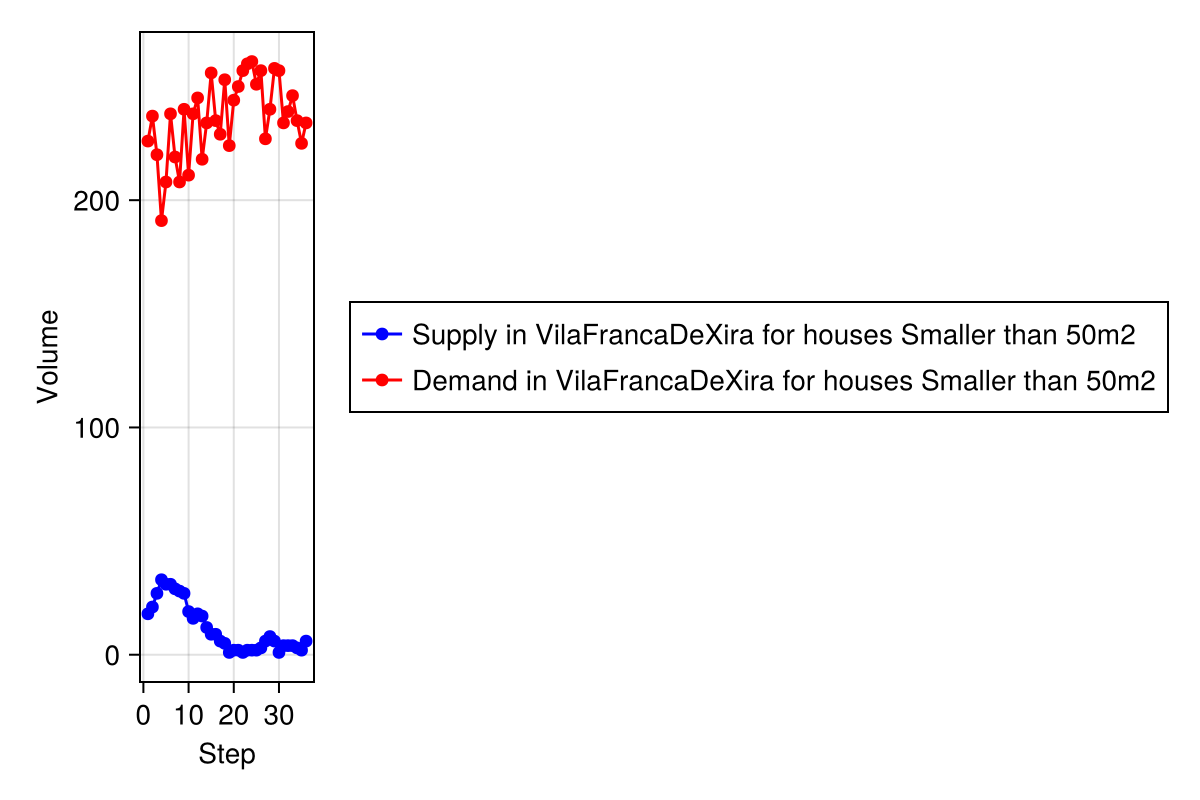 Volume
200
100
0
0 10 20 30
Step
Supply in VilaFrancaDeXira for houses Smaller than 50m2
Demand in VilaFrancaDeXira for houses Smaller than 50m2